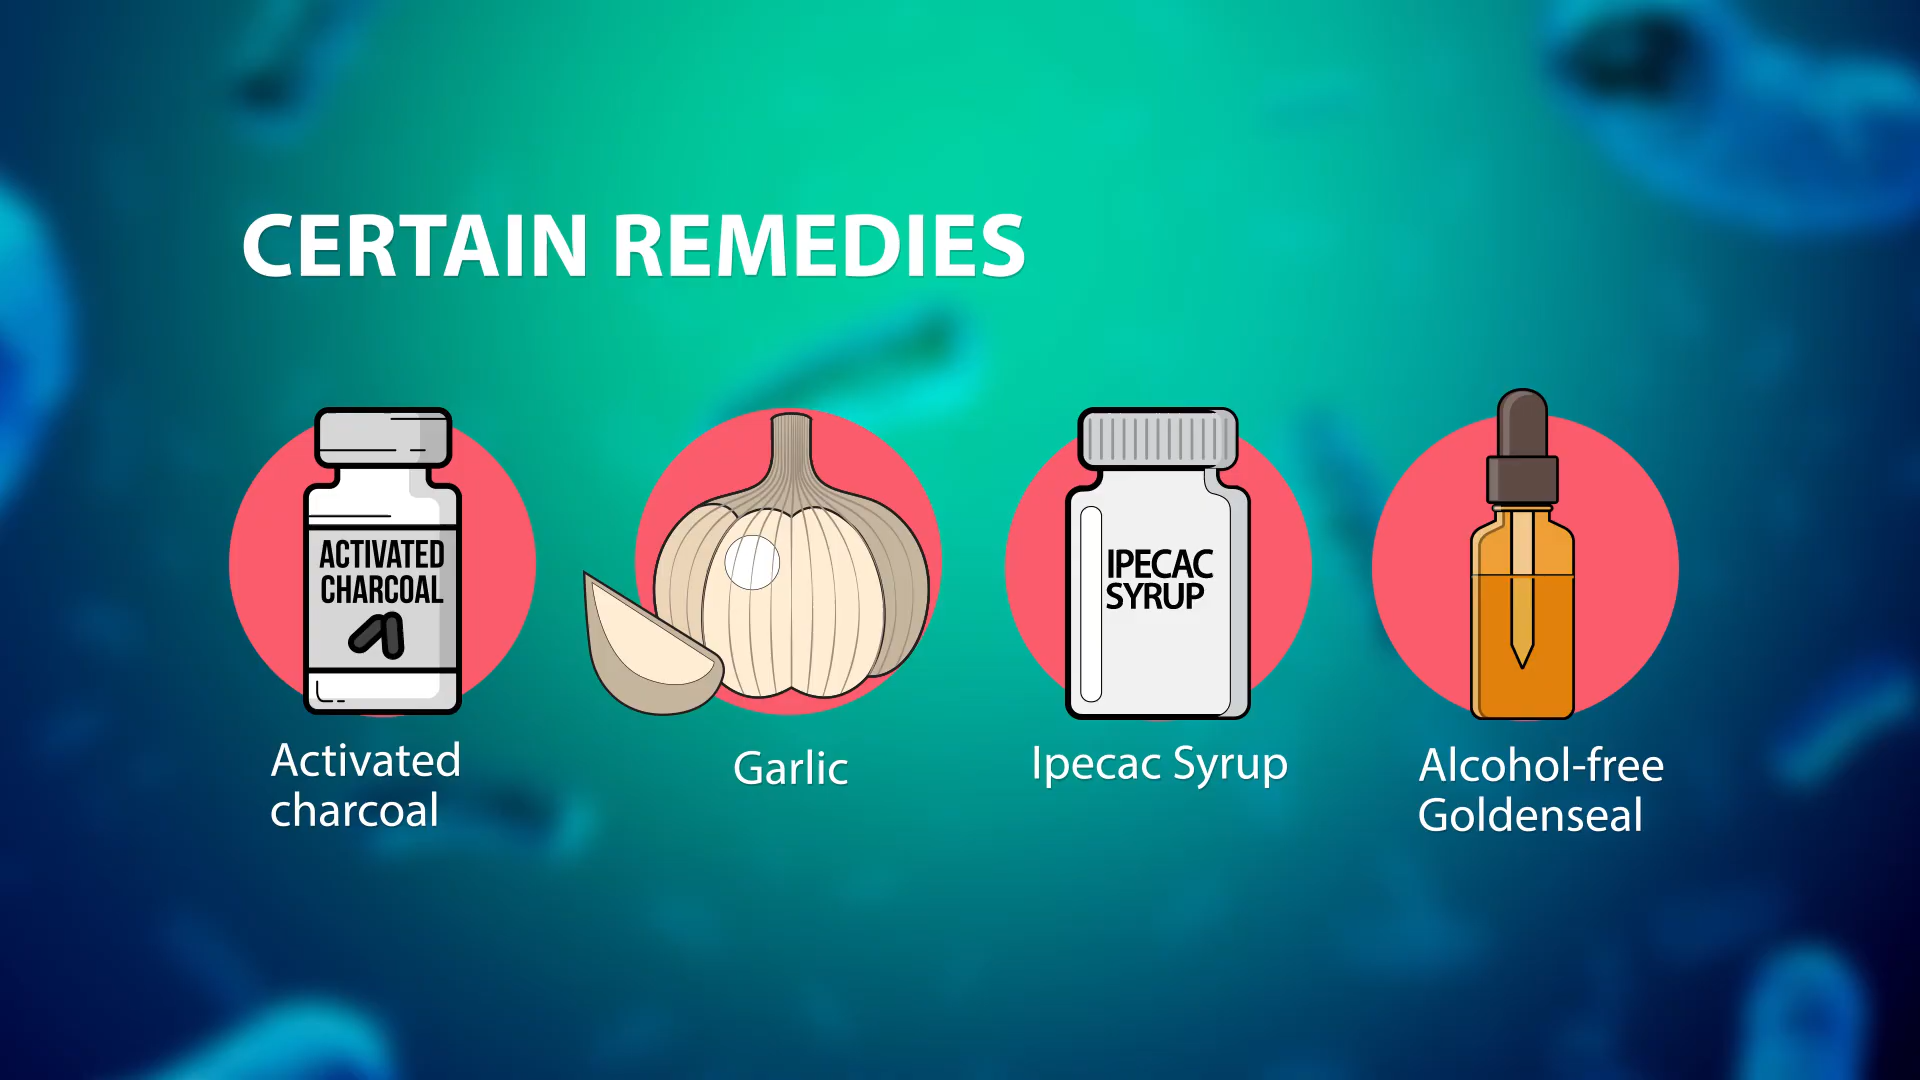 CERTAIN REMEDIES
ACTIVATED
CHARCOAL
IPECAC
SYRUP
Activated
charcoal
Garlic
Ipecac Syrup
Alcohol-free
Goldenseal